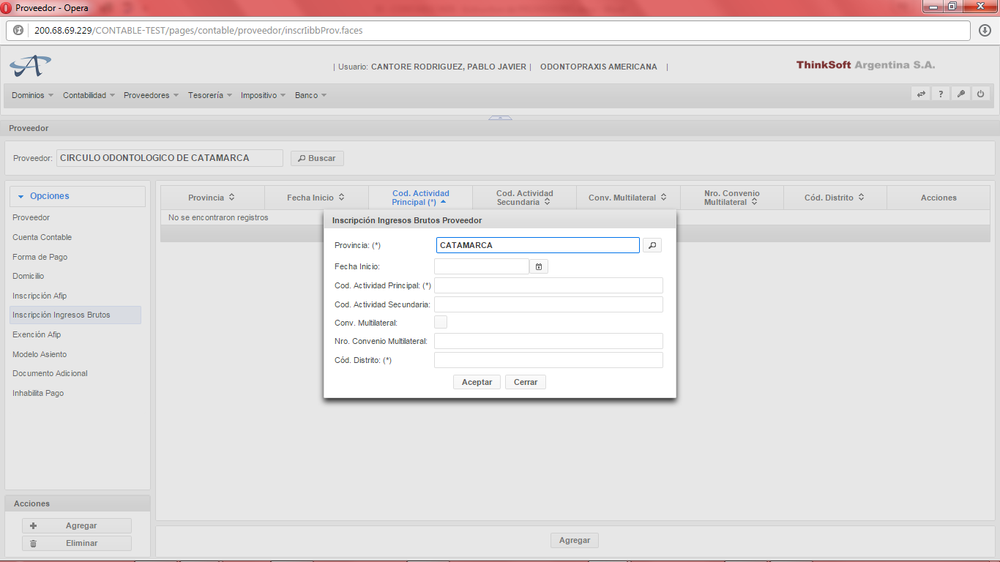 Proveedor - Opera
200.68.69.229/CONTABLE-TEST/pages/contable/proveedor/inscrIibbProv.faces
| Usuario: CANTORE RODRIGUEZ, PABLO JAVIER | ODONTOPRAXIS AMERICANA |
ThinkSoft Argentina S.A.
Dominios Contabilidad Proveedores Tesorería Impositivo Banco ?
Proveedor
Proveedor: CIRCULO ODONTOLOGICO DE CATAMARCA Buscar
Opciones
Proveedor
Cuenta Contable
Forma de Pago
Domicilio
Inscripción Afip
Inscripción Ingresos Brutos
Exención Afip
Modelo Asiento
Documento Adicional
Inhabilita Pago
Acciones
Agregar
Eliminar
Provincia
Fecha Inicio
Cod. Actividad
Principal (*)
Cod. Actividad
Secundaria
Conv. Multilateral
Nro. Convenio
Multilateral
Cód. Distrito
Acciones
No se encontraron registros
Inscripción Ingresos Brutos Proveedor
Provincia: (*) CATAMARCA
Fecha Inicio:
Cod. Actividad Principal: (*)
Cod. Actividad Secundaria:
Conv. Multilateral:
Nro. Convenio Multilateral:
Cód. Distrito: (*)
Aceptar Cerrar
Agregar